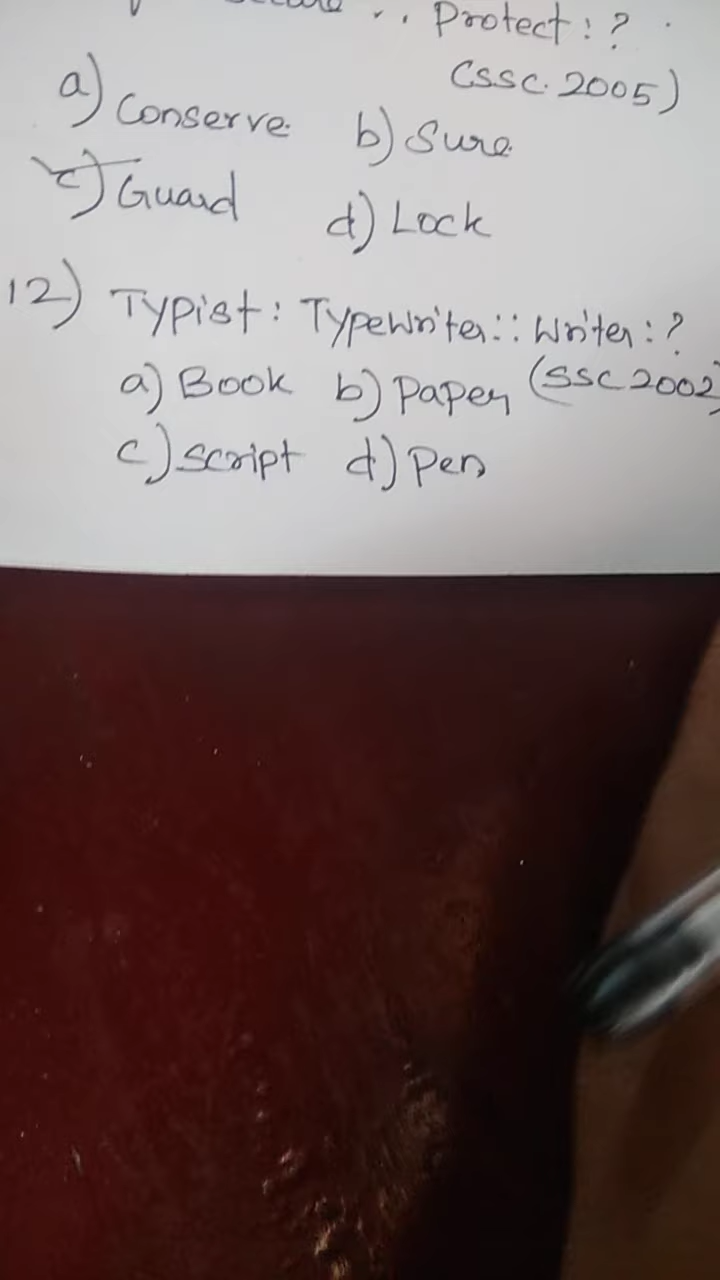 Protect : ?
(SSC. 2005)
a) Conserve b) Sure
c) Guard d) Lock
12) Typist : Typewriter :: Writer : ?
a) Book b) Paper (SSC 2002)
c) Script d) Pen